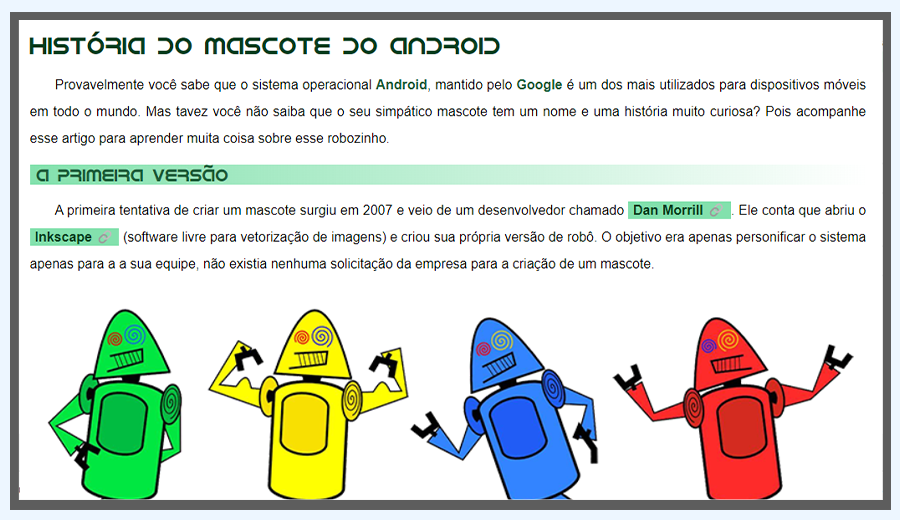 HISTÓRIA DO MASCOTE DO ANDROID
Provavelmente você sabe que o sistema operacional Android, mantido pelo Google é um dos mais utilizados para dispositivos móveis
em todo o mundo. Mas tavez você não saiba que o seu simpático mascote tem um nome e uma história muito curiosa? Pois acompanhe
esse artigo para aprender muita coisa sobre esse robozinho.
A PRIMEIRA VERSÃO
A primeira tentativa de criar um mascote surgiu em 2007 e veio de um desenvolvedor chamado Dan Morrill. Ele conta que abriu o
Inkscape (software livre para vetorização de imagens) e criou sua própria versão de robô. O objetivo era apenas personificar o sistema
apenas para a a sua equipe, não existia nenhuma solicitação da empresa para a criação de um mascote.